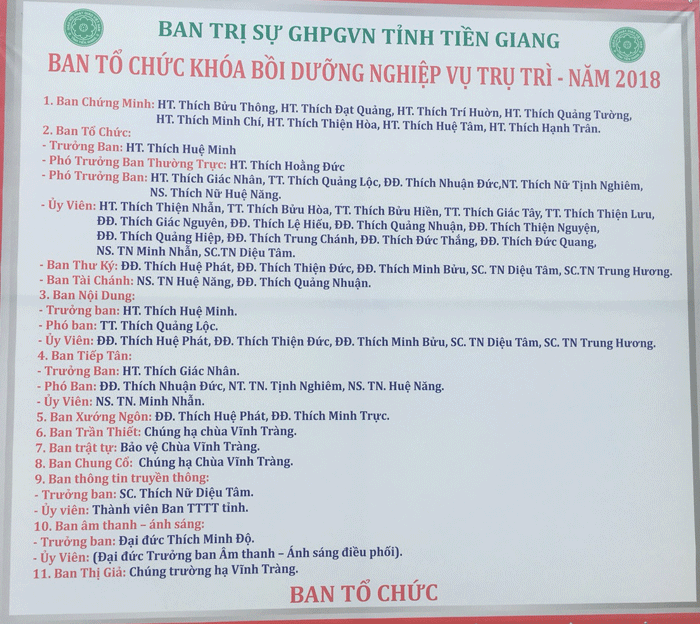 BAN TRỊ SỰ GHPGVN TỈNH TIỀN GIANG
BAN TỔ CHỨC KHÓA BỒI DƯỠNG NGHIỆP VỤ TRỤ TRÌ - NĂM 2018
1. Ban Chứng Minh: HT. Thích Bửu Thông, HT. Thích Đạt Quảng, HT. Thích Trí Huờn, HT. Thích Quảng Tường,
HT. Thích Minh Chí, HT. Thích Thiện Hòa, HT. Thích Huệ Tâm, HT. Thích Hạnh Trân.
2. Ban Tổ Chức:
- Trưởng Ban: HT. Thích Huệ Minh
- Phó Trưởng Ban Thường Trực: HT. Thích Hoằng Đức
- Phó Trưởng Ban: HT. Thích Giác Nhân, TT. Thích Quảng Lộc, ĐĐ. Thích Nhuận Đức,NT. Thích Nữ Tịnh Nghiêm,
NS. Thích Nữ Huệ Năng.
- Ủy Viên: HT. Thích Thiện Nhẫn, TT. Thích Bửu Hòa, TT. Thích Bửu Hiền, TT. Thích Giác Tây, TT. Thích Thiện Lưu,
ĐĐ. Thích Giác Nguyên, ĐĐ. Thích Lệ Hiếu, ĐĐ. Thích Quảng Nhuận, ĐĐ. Thích Thiện Nguyện,
ĐĐ. Thích Quảng Hiệp, ĐĐ. Thích Trung Chánh, ĐĐ. Thích Đức Thắng, ĐĐ. Thích Đức Quang,
NS. TN Minh Nhẫn, SC.TN Diệu Tâm.
- Ban Thư Ký: ĐĐ. Thích Huệ Phát, ĐĐ. Thích Thiện Đức, ĐĐ. Thích Minh Bửu, SC. TN Diệu Tâm, SC.TN Trung Hương.
- Ban Tài Chánh: NS. TN Huệ Năng, ĐĐ. Thích Quảng Nhuận.
3. Ban Nội Dung:
- Trưởng ban: HT. Thích Huệ Minh.
- Phó ban: TT. Thích Quảng Lộc.
- Ủy Viên: ĐĐ. Thích Huệ Phát, ĐĐ. Thích Thiện Đức, ĐĐ. Thích Minh Bửu, SC. TN Diệu Tâm, SC. TN Trung Hương.
4. Ban Tiếp Tân:
- Trưởng Ban: HT. Thích Giác Nhân.
- Phó Ban: ĐĐ. Thích Nhuận Đức, NT. TN. Tịnh Nghiêm, NS. TN. Huệ Năng.
- Ủy Viên: NS. TN. Minh Nhẫn.
5. Ban Xướng Ngôn: ĐĐ. Thích Huệ Phát, ĐĐ. Thích Minh Trực.
6. Ban Trần Thiết: Chúng hạ chùa Vĩnh Tràng.
7. Ban trật tự: Bảo vệ Chùa Vĩnh Tràng.
8. Ban Chung Cổ: Chúng hạ Chùa Vĩnh Tràng.
9. Ban thông tin truyền thông:
- Trưởng ban: SC. Thích Nữ Diệu Tâm.
- Ủy viên: Thành viên Ban TTTT tỉnh.
10. Ban âm thanh – ánh sáng:
- Trưởng ban: Đại đức Thích Minh Độ.
- Ủy Viên: (Đại đức Trưởng ban Âm thanh – Ánh sáng điều phối).
11. Ban Thị Giả: Chúng trường hạ Vĩnh Tràng.
BAN TỔ CHỨC